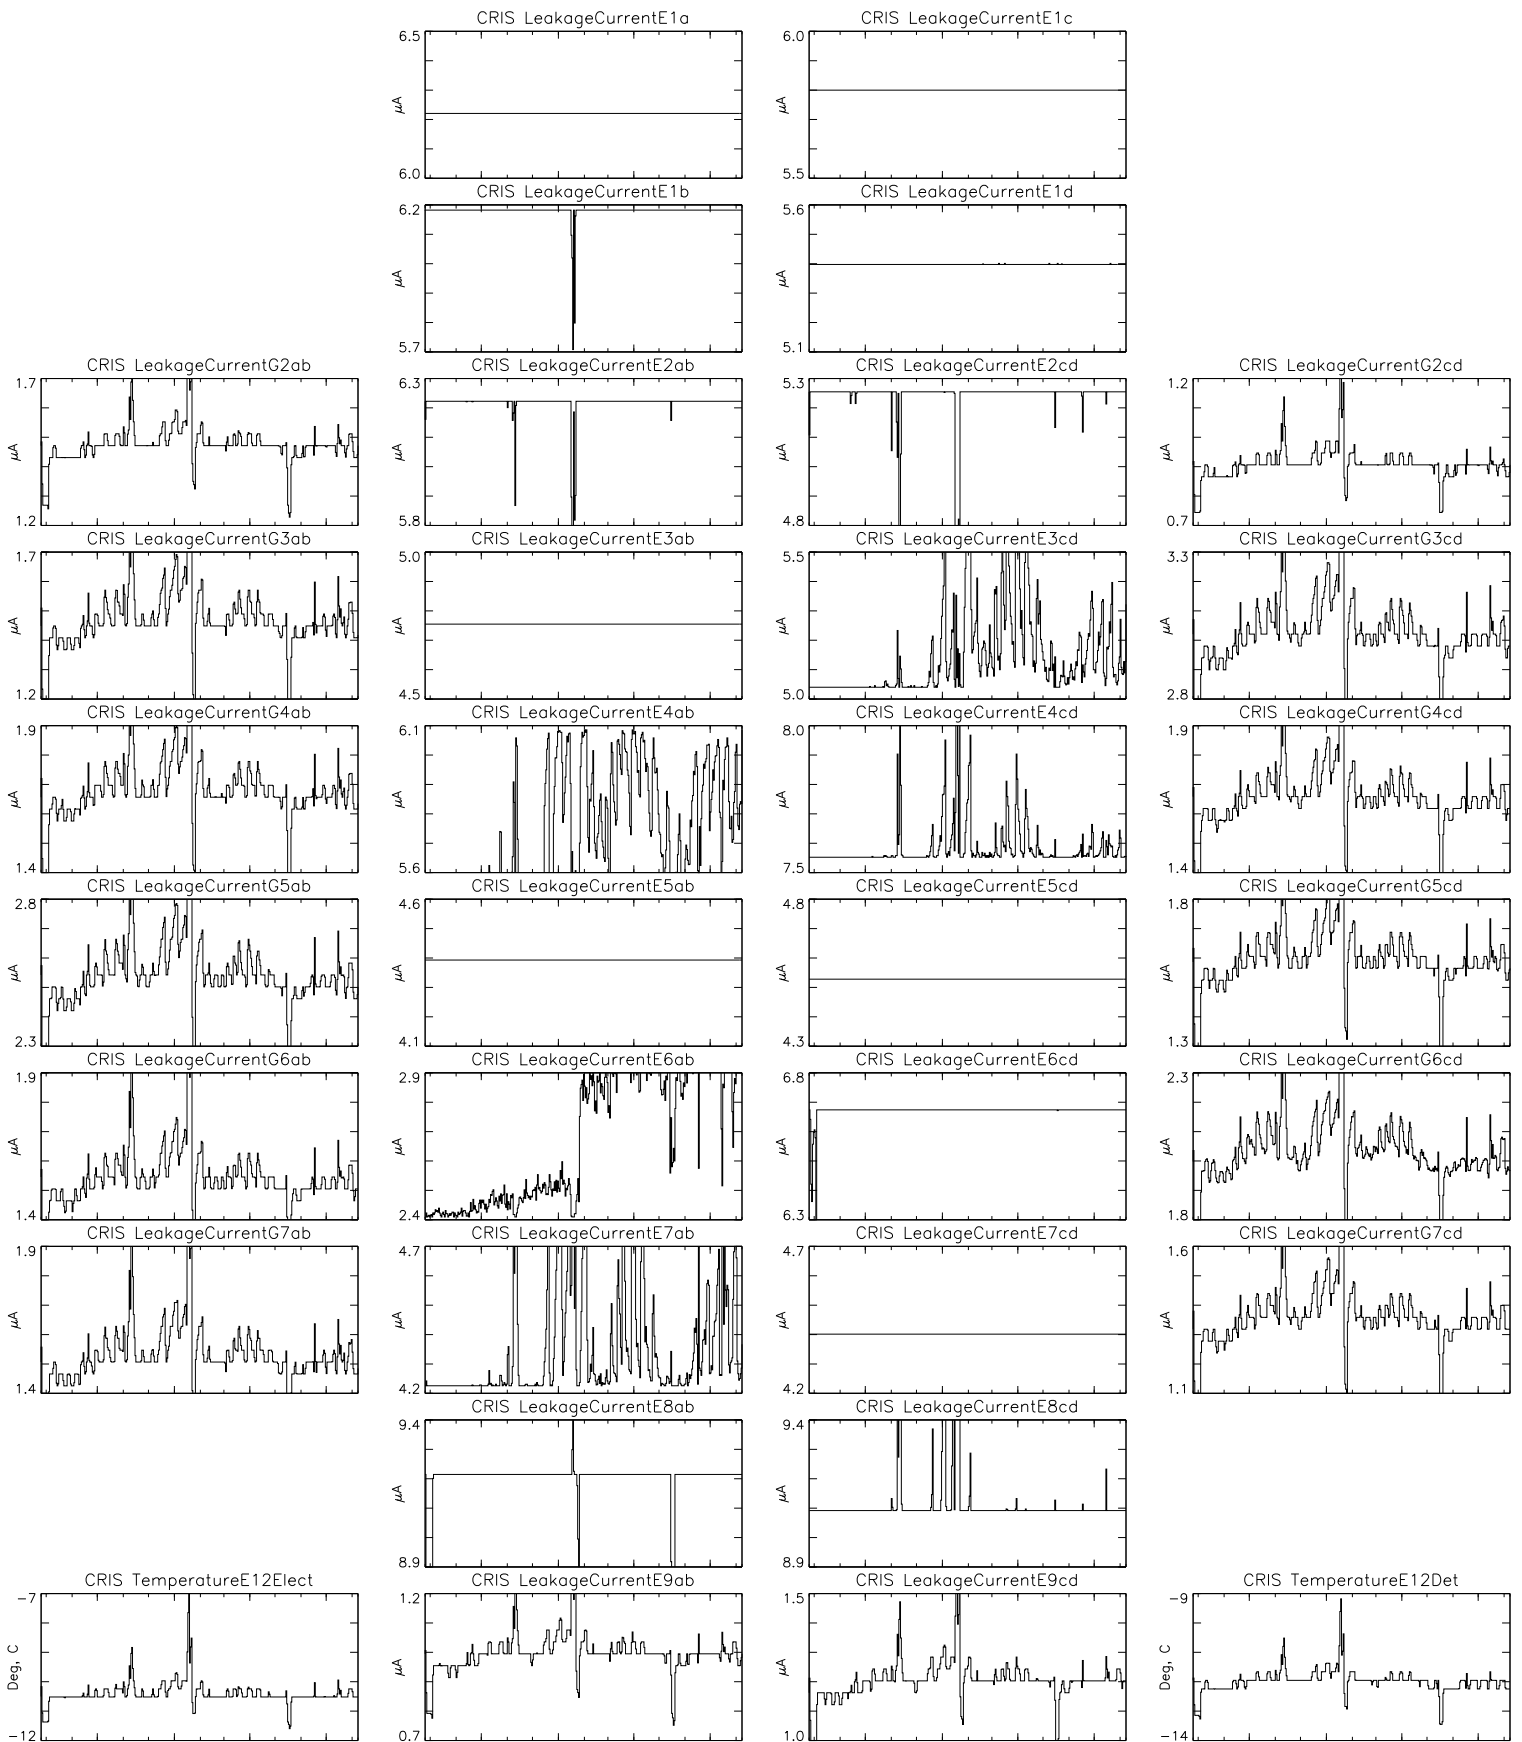 CRIS LeakageCurrentE1a
6.5
μA
6.0
CRIS LeakageCurrentE1c
6.0
μA
5.5
CRIS LeakageCurrentE1b
6.2
μA
5.7
CRIS LeakageCurrentE1d
5.6
μA
5.1
CRIS LeakageCurrentG2ab
1.7
μA
1.2
CRIS LeakageCurrentE2ab
6.3
μA
5.8
CRIS LeakageCurrentE2cd
5.3
μA
4.8
CRIS LeakageCurrentG2cd
1.2
μA
0.7
CRIS LeakageCurrentG3ab
1.7
μA
1.2
CRIS LeakageCurrentE3ab
5.0
μA
4.5
CRIS LeakageCurrentE3cd
5.5
μA
5.0
CRIS LeakageCurrentG3cd
3.3
μA
2.8
CRIS LeakageCurrentG4ab
1.9
μA
1.4
CRIS LeakageCurrentE4ab
6.1
μA
5.6
CRIS LeakageCurrentE4cd
8.0
μA
7.5
CRIS LeakageCurrentG4cd
1.9
μA
1.4
CRIS LeakageCurrentG5ab
2.8
μA
2.3
CRIS LeakageCurrentE5ab
4.6
μA
4.1
CRIS LeakageCurrentE5cd
4.8
μA
4.3
CRIS LeakageCurrentG5cd
1.8
μA
1.3
CRIS LeakageCurrentG6ab
1.9
μA
1.4
CRIS LeakageCurrentE6ab
2.9
μA
2.4
CRIS LeakageCurrentE6cd
6.8
μA
6.3
CRIS LeakageCurrentG6cd
2.3
μA
1.8
CRIS LeakageCurrentG7ab
1.9
μA
1.4
CRIS LeakageCurrentE7ab
4.7
μA
4.2
CRIS LeakageCurrentE7cd
4.7
μA
4.2
CRIS LeakageCurrentG7cd
1.6
μA
1.1
CRIS LeakageCurrentE8ab
9.4
μA
8.9
CRIS LeakageCurrentE8cd
9.4
μA
8.9
CRIS TemperatureE12Elect
-7
Deg, C
-12
CRIS LeakageCurrentE9ab
1.2
μA
0.7
CRIS LeakageCurrentE9cd
1.5
μA
1.0
CRIS TemperatureE12Det
-9
Deg, C
-14